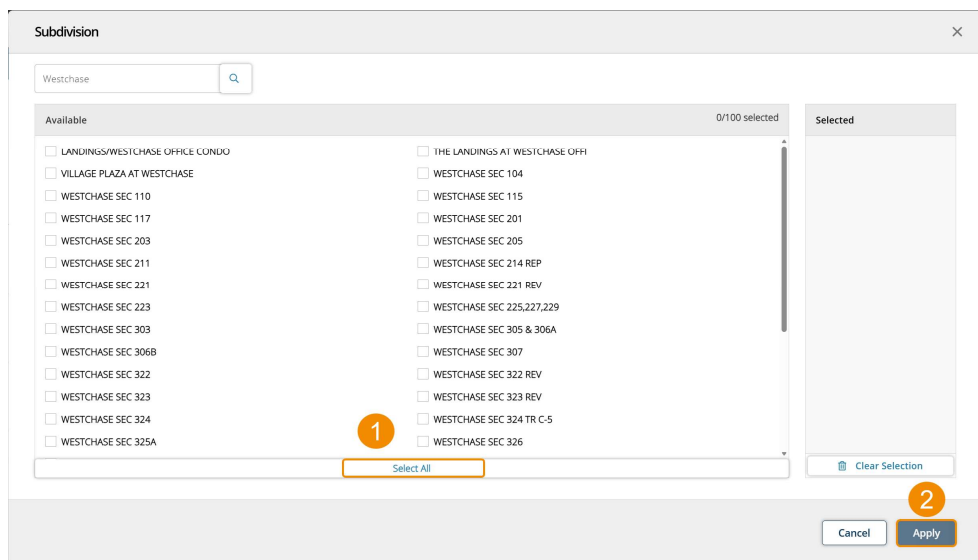 Subdivision
Westchase
Available 0/100 selected Selected
LANDINGS/WESTCHASE OFFICE CONDO THE LANDINGS AT WESTCHASE OFFI
VILLAGE PLAZA AT WESTCHASE WESTCHASE SEC 104
WESTCHASE SEC 110 WESTCHASE SEC 115
WESTCHASE SEC 117 WESTCHASE SEC 201
WESTCHASE SEC 203 WESTCHASE SEC 205
WESTCHASE SEC 211 WESTCHASE SEC 214 REP
WESTCHASE SEC 221 WESTCHASE SEC 221 REV
WESTCHASE SEC 223 WESTCHASE SEC 225,227,229
WESTCHASE SEC 303 WESTCHASE SEC 305 & 306A
WESTCHASE SEC 306B WESTCHASE SEC 307
WESTCHASE SEC 322 WESTCHASE SEC 322 REV
WESTCHASE SEC 323 WESTCHASE SEC 323 REV
WESTCHASE SEC 324 WESTCHASE SEC 324 TR C-5
WESTCHASE SEC 325A WESTCHASE SEC 326
1
Select All Clear Selection
2
Cancel Apply